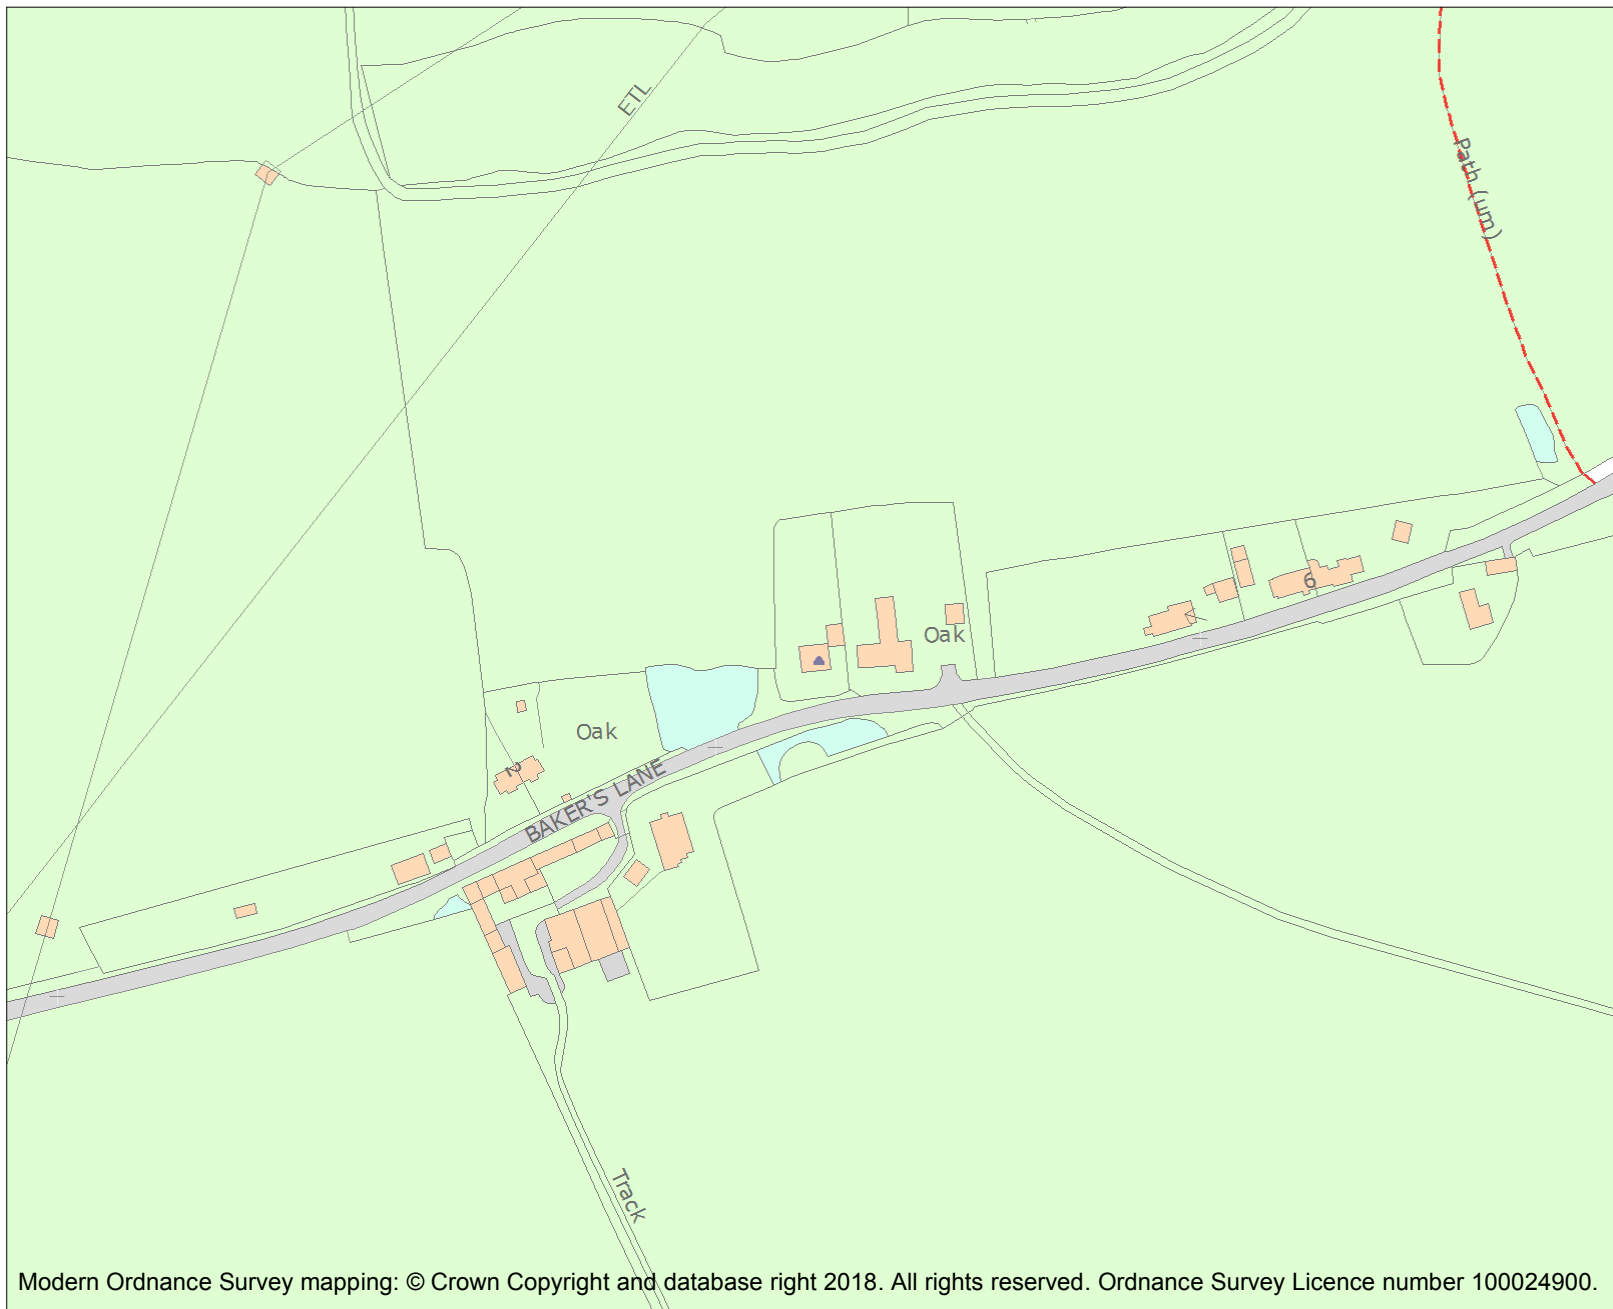 ETL
Path (um)
Oak
6
Oak
2
BAKER'S LANE
Track
Modern Ordnance Survey mapping: © Crown Copyright and database right 2018. All rights reserved. Ordnance Survey Licence number 100024900.